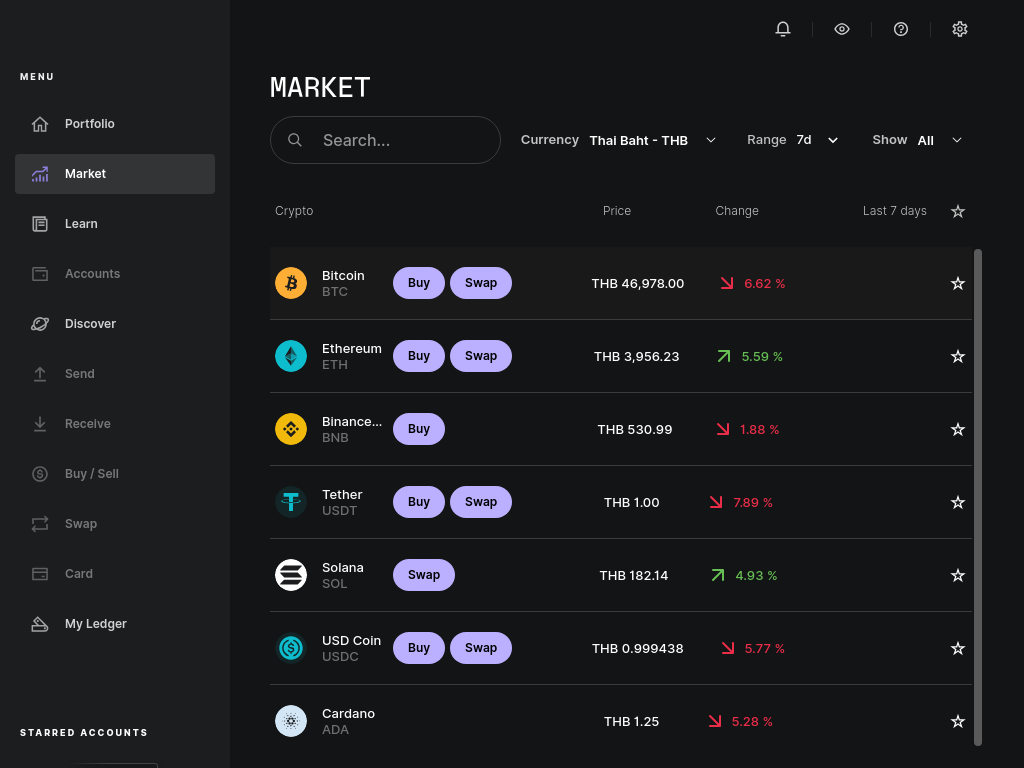 MENU
Portfolio
Market
Learn
Accounts
Discover
Send
Receive
Buy / Sell
Swap
Card
My Ledger
STARRED ACCOUNTS
MARKET
Search...
Currency Thai Baht - THB
Range 7d
Show All
Crypto Price Change Last 7 days
Bitcoin
BTC
Buy Swap THB 46,978.00 6.62 %
Ethereum
ETH
Buy Swap THB 3,956.23 5.59 %
Binance...
BNB
Buy THB 530.99 1.88 %
Tether
USDT
Buy Swap THB 1.00 7.89 %
Solana
SOL
Swap THB 182.14 4.93 %
USD Coin
USDC
Buy Swap THB 0.999438 5.77 %
Cardano
ADA
THB 1.25 5.28 %